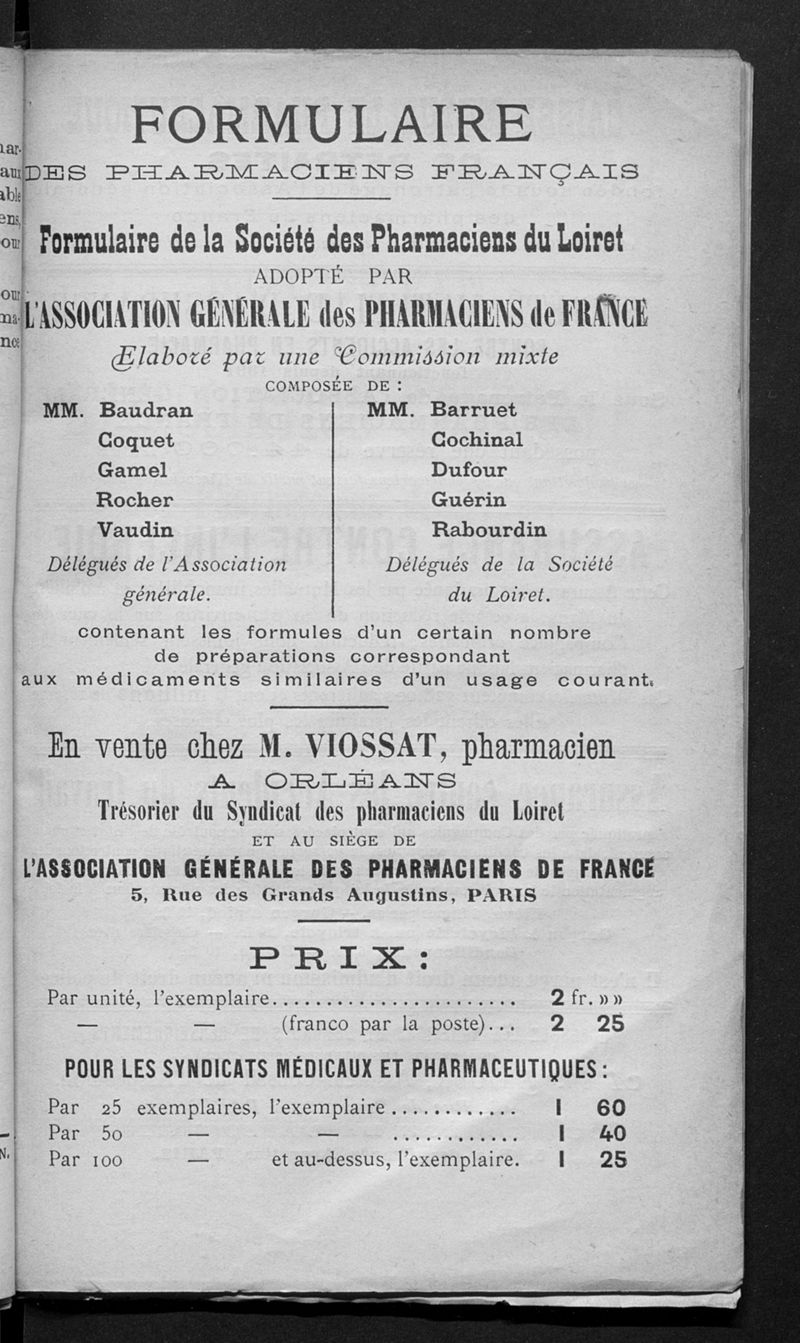 FORMULAIRE
DES PHARMACIENS FRANÇAIS
Formulaire de la Société des Pharmaciens du Loiret
ADOPTÉ PAR
L'ASSOCIATION GÉNÉRALE des PHARMACIENS de FRANCE
Elaboré par une Commission mixte
COMPOSÉE DE :
MM. Baudran
Coquet
Gamel
Rocher
Vaudin
Délégués de l'Association
générale.
MM. Barruet
Cochinal
Dufour
Guérin
Rabourdin
Délégués de la Société
du Loiret.
contenant les formules d'un certain nombre
de préparations correspondant
aux médicaments similaires d'un usage courant.
En vente chez M. VIOSSAT, pharmacien
A ORLÉANS
Trésorier du Syndicat des pharmaciens du Loiret
ET AU SIÈGE DE
L'ASSOCIATION GÉNÉRALE DES PHARMACIENS DE FRANCE
5, Rue des Grands Augustins, PARIS
PRIX :
Par unité, l'exemplaire....................... 2 fr. » »
— — (franco par la poste)... 2 25
POUR LES SYNDICATS MÉDICAUX ET PHARMACEUTIQUES :
Par 25 exemplaires, l'exemplaire ............ 1 60
Par 50 — — ............ 1 40
Par 100 — et au-dessus, l'exemplaire. 1 25